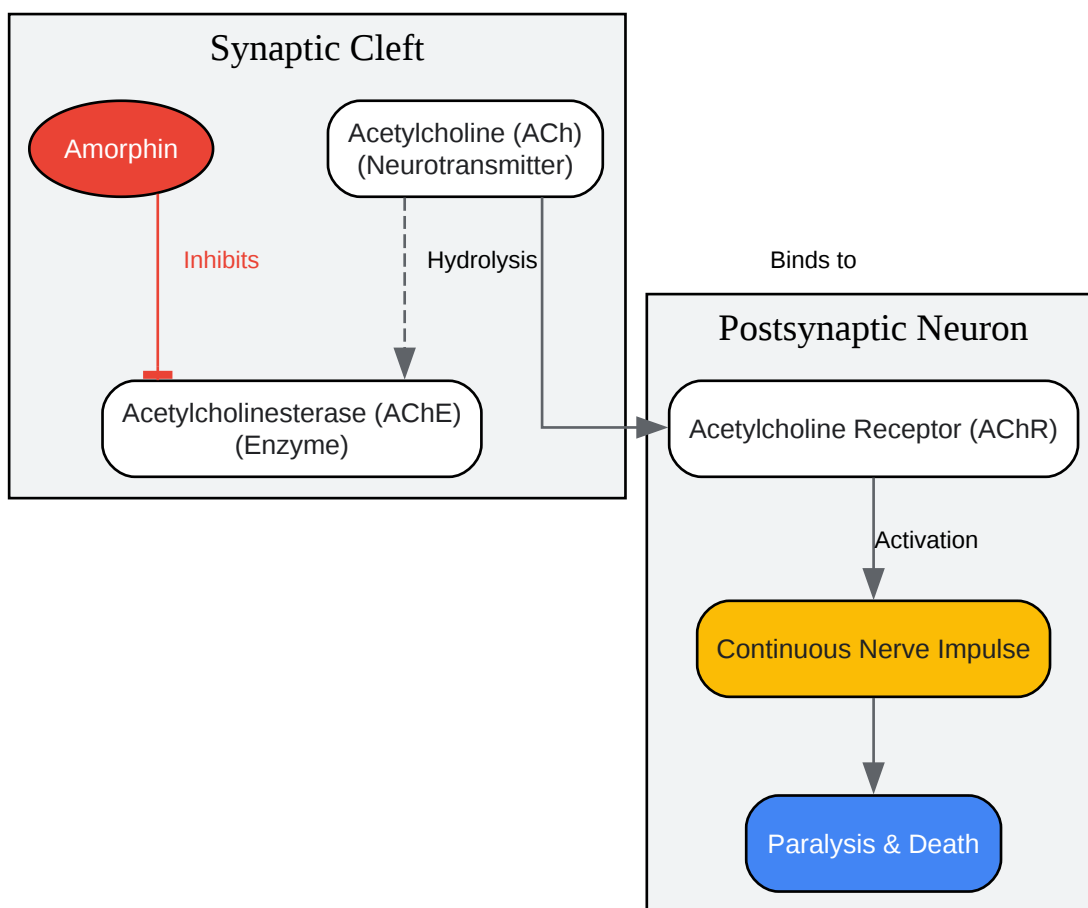 Synaptic Cleft
Amorphin
Acetylcholine (ACh)
(Neurotransmitter)
Inhibits
Hydrolysis
Binds to
Acetylcholinesterase (AChE)
(Enzyme)
Postsynaptic Neuron
Acetylcholine Receptor (AChR)
Activation
Continuous Nerve Impulse
Paralysis & Death